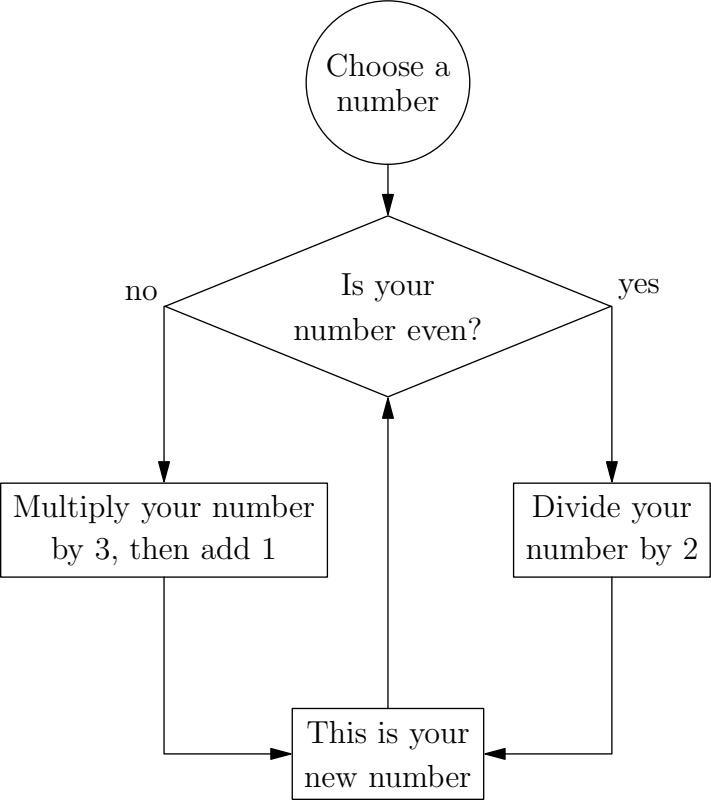 Choose a
number
Is your
number even?
no
yes
Multiply your number
by 3, then add 1
Divide your
number by 2
This is your
new number